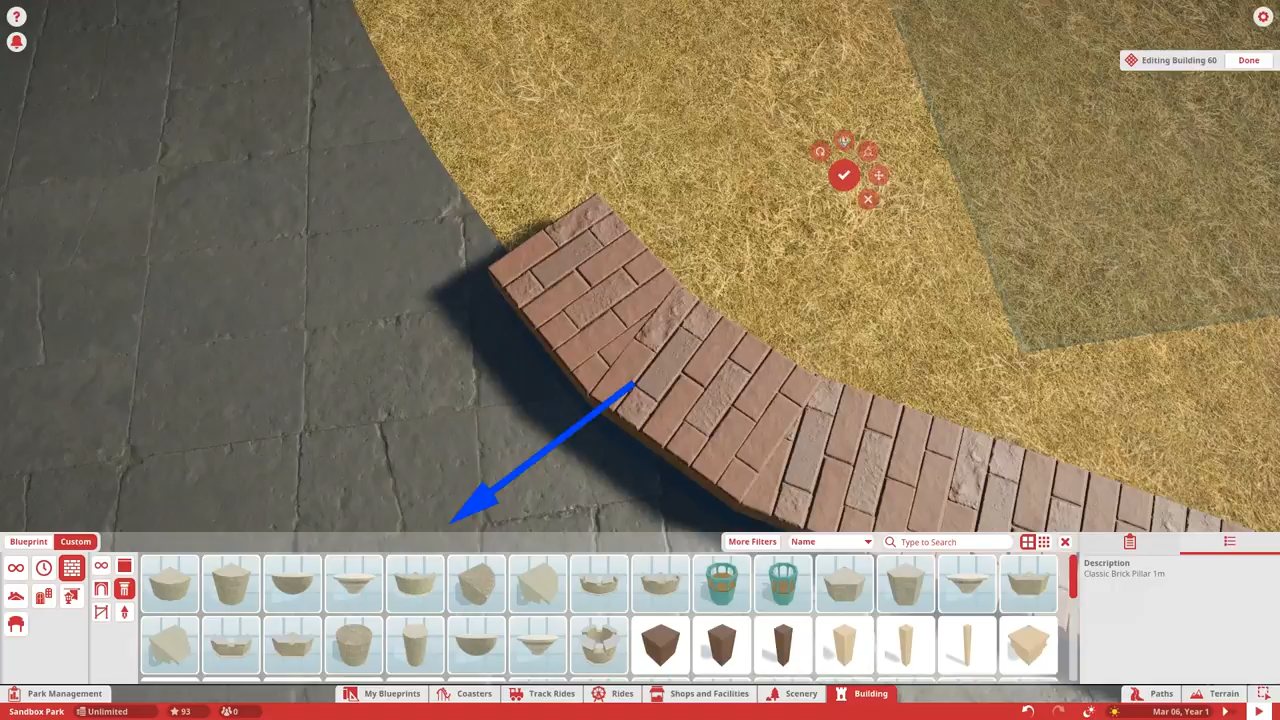 ?
Editing Building 60 Done
Blueprint Custom
More Filters Name Type to Search
Description
Classic Brick Pillar 1m
Park Management My Blueprints Coasters Track Rides Rides Shops and Facilities Scenery Building Paths Terrain
Sandbox Park Unlimited 93 0 Mar 06, Year 1